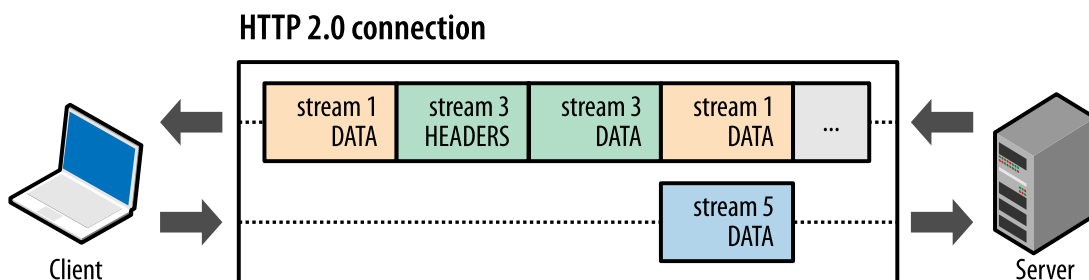 HTTP 2.0 connection
stream 1
DATA
stream 3
HEADERS
stream 3
DATA
stream 1
DATA
...
stream 5
DATA
Client
Server